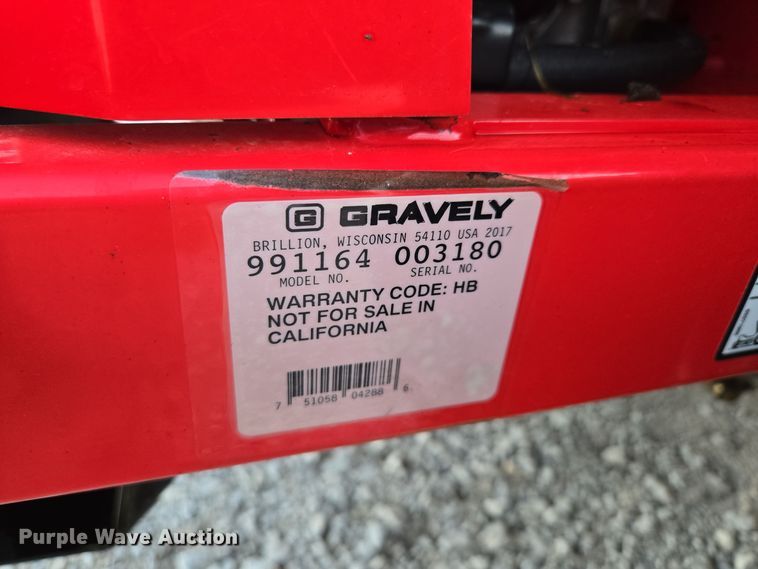 G GRAVELY
BRILLION, WISCONSIN 54110 USA 2017
991164 003180
MODEL NO. SERIAL NO.
WARRANTY CODE: HB
NOT FOR SALE IN
CALIFORNIA
7 51058 04288 6
Purple Wave Auction